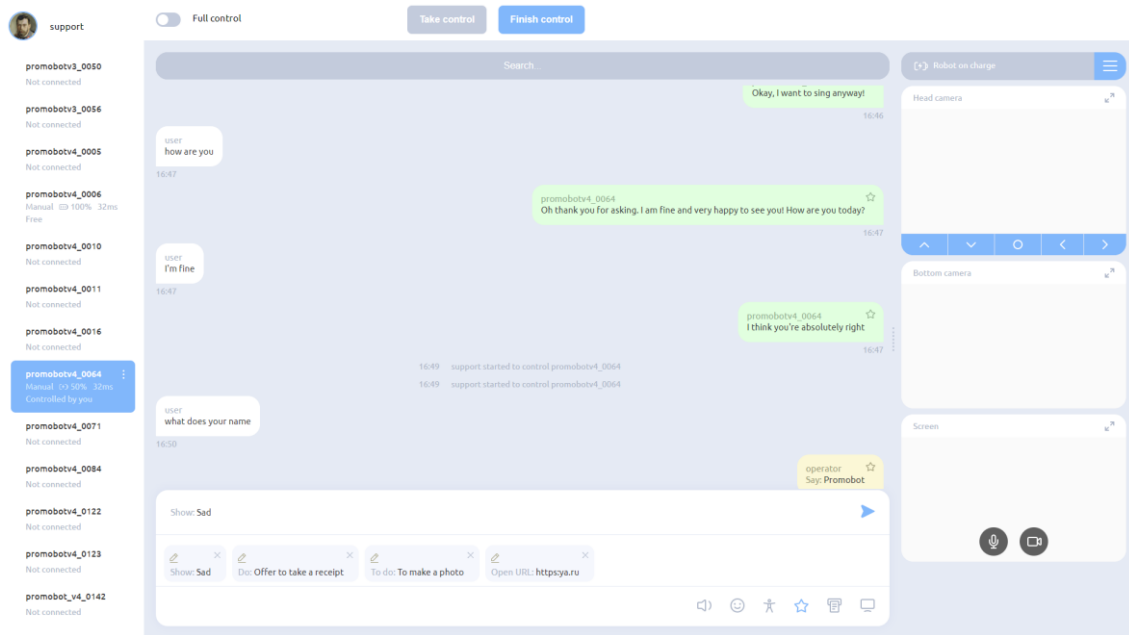 support
Full control
Take control
Finish control
promobotv3_0050
Not connected
promobotv3_0056
Not connected
promobotv4_0005
Not connected
promobotv4_0006
Manual 100% 32ms
Free
promobotv4_0010
Not connected
promobotv4_0011
Not connected
promobotv4_0016
Not connected
promobotv4_0064
Manual 50% 32ms
Controlled by you
promobotv4_0071
Not connected
promobotv4_0084
Not connected
promobotv4_0122
Not connected
promobotv4_0123
Not connected
promobot_v4_0142
Not connected
Search...
Okay, I want to sing anyway!
16:46
user
how are you
16:47
promobotv4_0064
Oh thank you for asking. I am fine and very happy to see you! How are you today?
16:47
user
I'm fine
16:47
promobotv4_0064
I think you're absolutely right
16:47
16:49 support started to control promobotv4_0064
16:49 support started to control promobotv4_0064
user
what does your name
16:50
operator
Say: Promobot
Show: Sad
Show: Sad
Do: Offer to take a receipt
To do: To make a photo
Open URL: https:ya.ru
Robot on charge
Head camera
Bottom camera
Screen